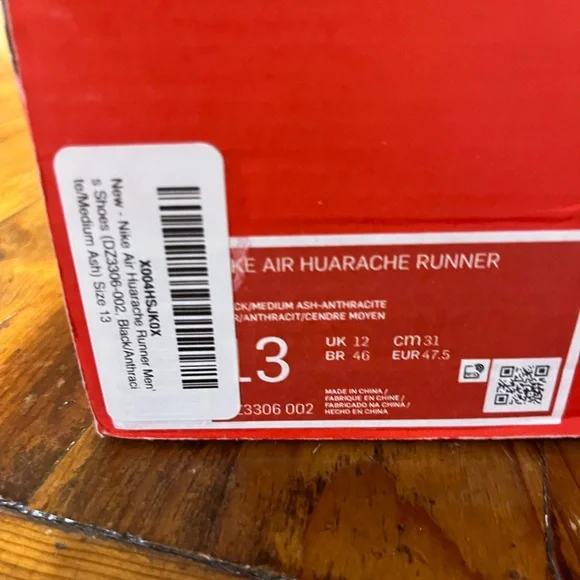 X004HSJK0X
New - Nike Air Huarache Runner Men'
s Shoes (DZ3306-002, Black/Anthraci
te/Medium Ash) Size 13
KE AIR HUARACHE RUNNER
CK/MEDIUM ASH-ANTHRACITE
R/ANTHRACIT/CENDRE MOYEN
13
UK 12 cm 31
BR 46 EUR 47.5
Z3306 002
MADE IN CHINA /
FABRIQUE EN CHINE /
FABRICADO NA CHINA /
HECHO EN CHINA